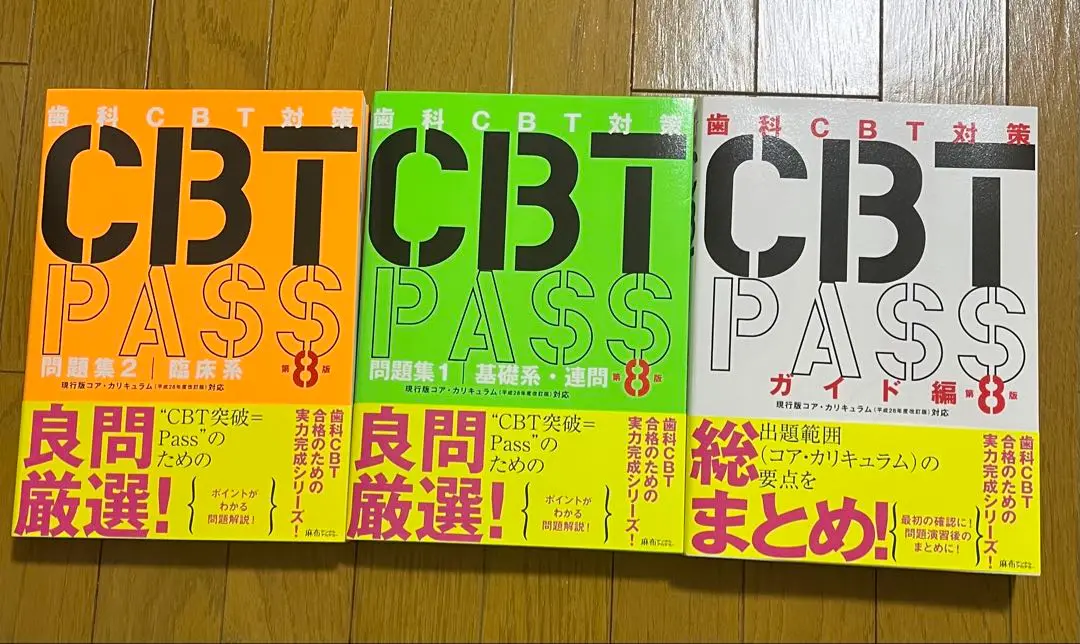 歯科CBT対策
CBT
PASS
問題集2 臨床系
第8版
現行版コア・カリキュラム(平成28年度改訂版)対応
良問
厳選!
“CBT突破=
Pass”の
ための
ポイントが
わかる
問題解説!
歯科CBT
合格のための
実力完成シリーズ!
麻布
歯科CBT対策
CBT
PASS
問題集1 基礎系・連問
第8版
現行版コア・カリキュラム(平成28年度改訂版)対応
良問
厳選!
“CBT突破=
Pass”の
ための
ポイントが
わかる
問題解説!
歯科CBT
合格のための
実力完成シリーズ!
麻布
歯科CBT対策
CBT
PASS
ガイド編
第8版
現行版コア・カリキュラム(平成28年度改訂版)対応
総
まとめ!
出題範囲
(コア・カリキュラム)の
要点を
最初の確認に!
問題演習後の
まとめに!
歯科CBT
合格のための
実力完成シリーズ!
麻布